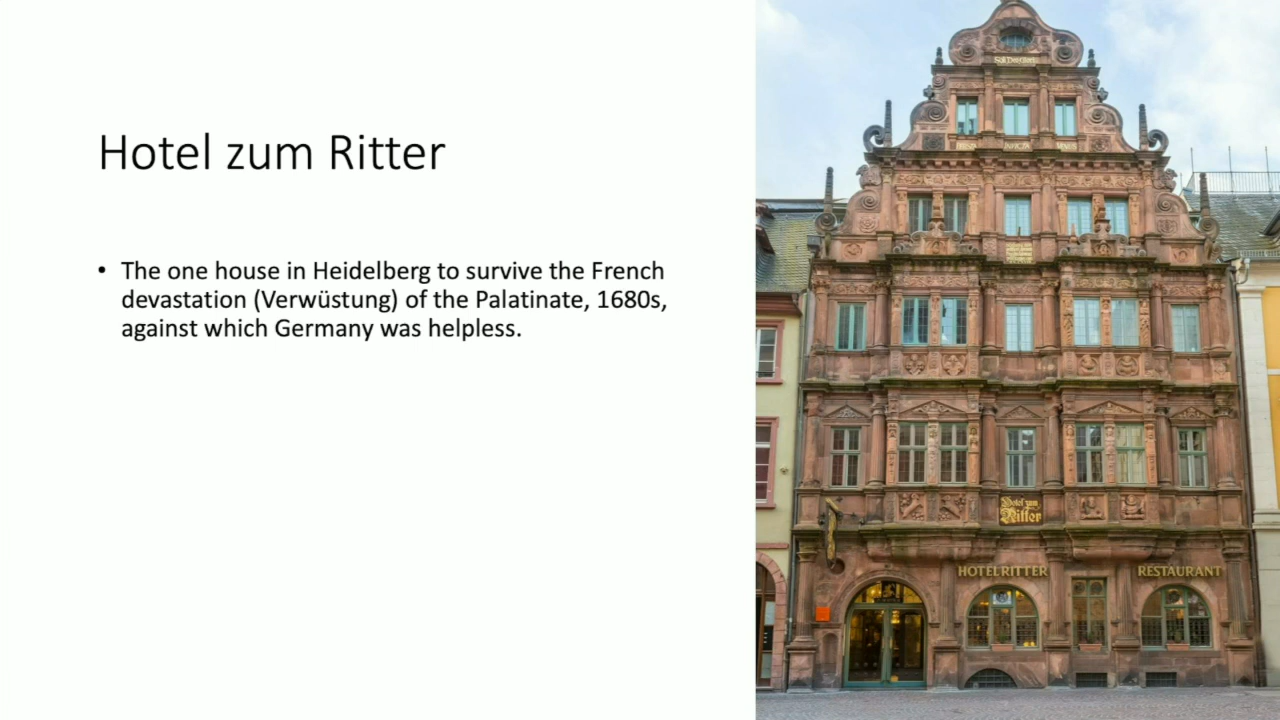 Hotel zum Ritter
• The one house in Heidelberg to survive the French
devastation (Verwüstung) of the Palatinate, 1680s,
against which Germany was helpless.
Hotel zum
Ritter
HOTEL RITTER
RESTAURANT